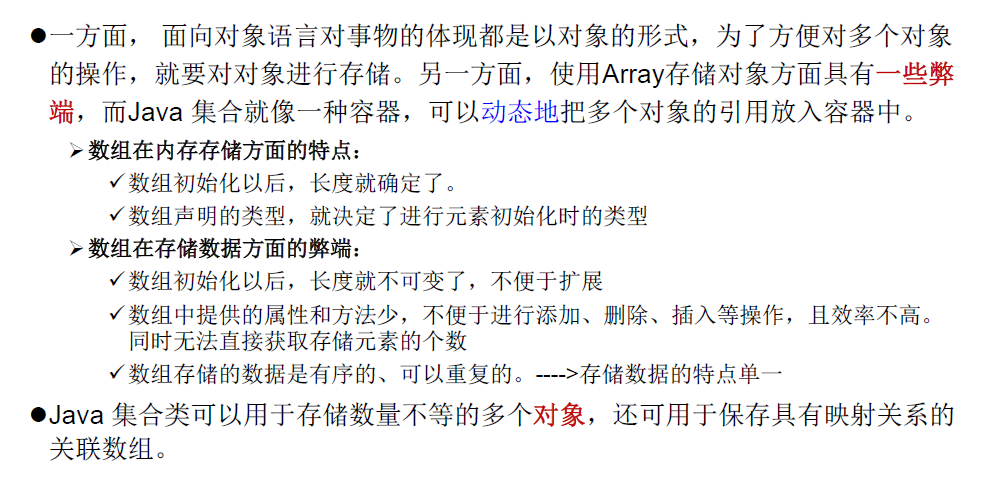 ●一方面， 面向对象语言对事物的体现都是以对象的形式，为了方便对多个对象
的操作，就要对对象进行存储。另一方面，使用Array存储对象方面具有一些弊
端，而Java 集合就像一种容器，可以动态地把多个对象的引用放入容器中。
➢数组在内存存储方面的特点：
✓数组初始化以后，长度就确定了。
✓数组声明的类型，就决定了进行元素初始化时的类型
➢数组在存储数据方面的弊端：
✓数组初始化以后，长度就不可变了，不便于扩展
✓数组中提供的属性和方法少，不便于进行添加、删除、插入等操作，且效率不高。
同时无法直接获取存储元素的个数
✓数组存储的数据是有序的、可以重复的。---->存储数据的特点单一
●Java 集合类可以用于存储数量不等的多个对象，还可用于保存具有映射关系的
关联数组。